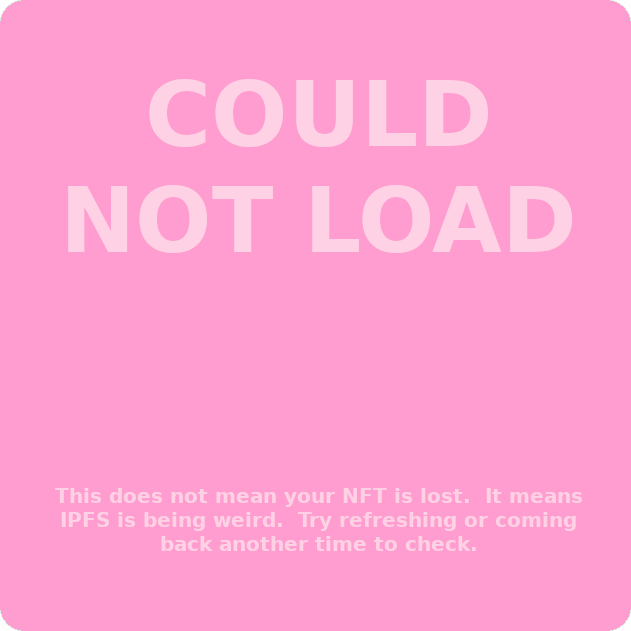 COULD
NOT LOAD
This does not mean your NFT is lost.  It means
IPFS is being weird.  Try refreshing or coming
back another time to check.